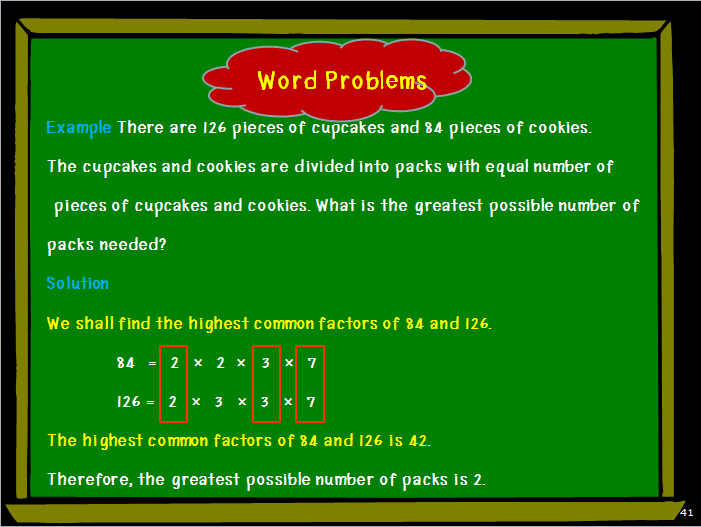 Word Problems
Example There are 126 pieces of cupcakes and 84 pieces of cookies.
The cupcakes and cookies are divided into packs with equal number of
pieces of cupcakes and cookies. What is the greatest possible number of
packs needed?
Solution
We shall find the highest common factors of 84 and 126.
84 = 2 × 2 × 3 × 7
126 = 2 × 3 × 3 × 7
The highest common factors of 84 and 126 is 42.
Therefore, the greatest possible number of packs is 2.
41